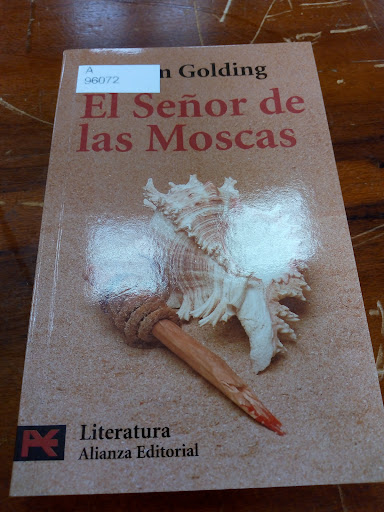 A
96072
Golding
El Señor de
las Moscas
Literatura
Alianza Editorial